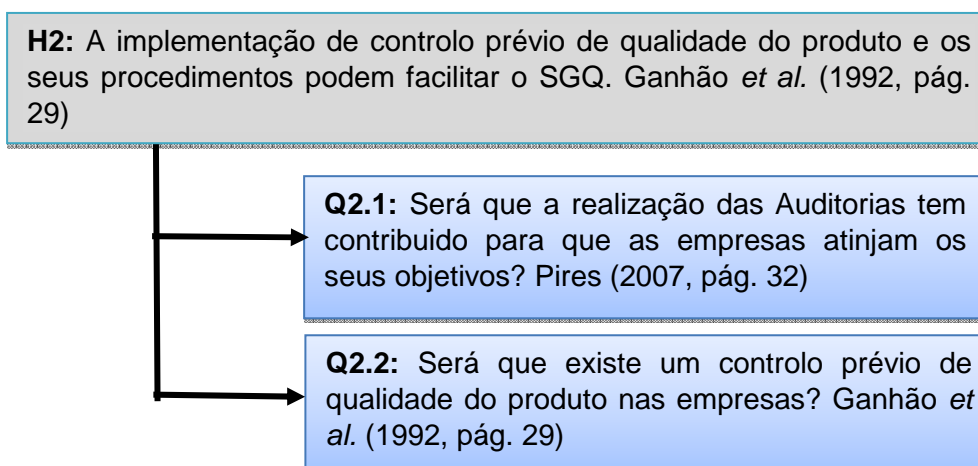 H2: A implementação de controlo prévio de qualidade do produto e os
seus procedimentos podem facilitar o SGQ. Ganhão et al. (1992, pág.
29)
Q2.1: Será que a realização das Auditorias tem
contribuido para que as empresas atinjam os
seus objetivos? Pires (2007, pág. 32)
Q2.2: Será que existe um controlo prévio de
qualidade do produto nas empresas? Ganhão et
al. (1992, pág. 29)